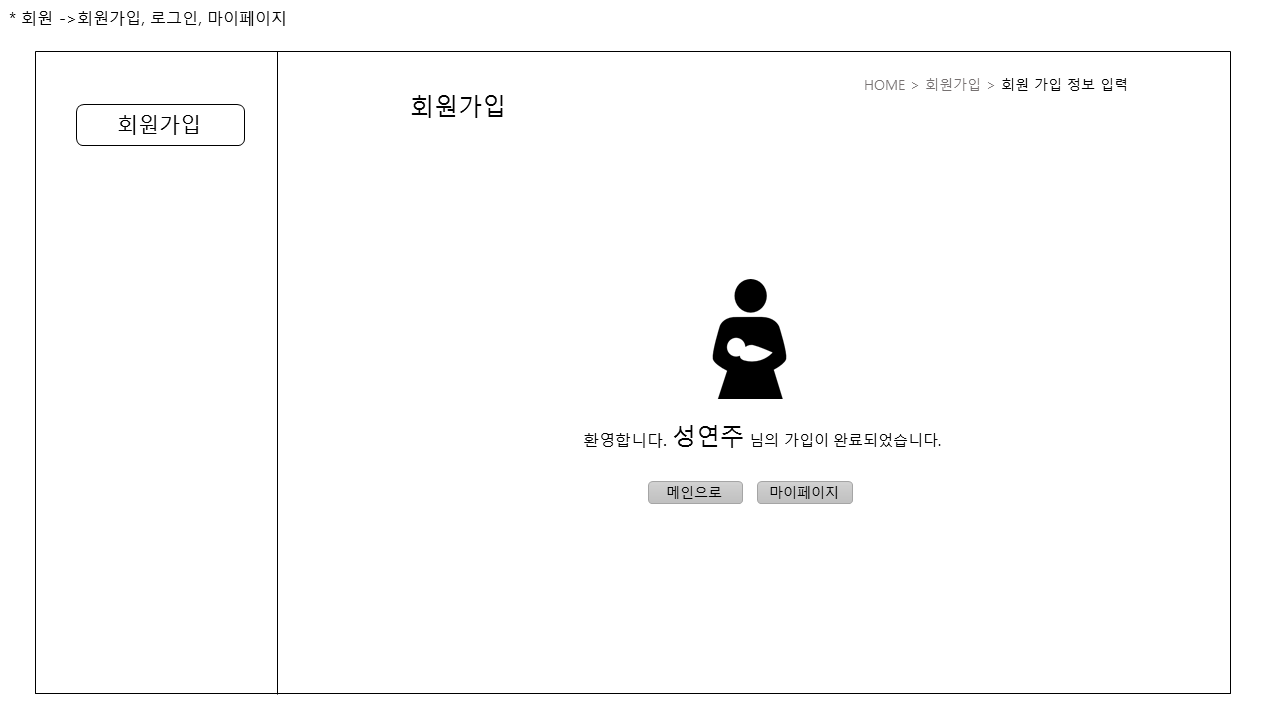 * 회원 ->회원가입, 로그인, 마이페이지
HOME > 회원가입 > 회원 가입 정보 입력
회원가입
회원가입
환영합니다. 성연주 님의 가입이 완료되었습니다.
메인으로 마이페이지